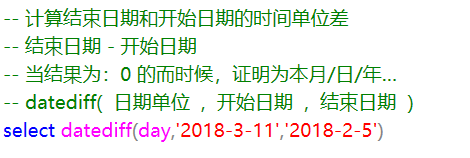 -- 计算结束日期和开始日期的时间单位差
-- 结束日期 - 开始日期
-- 当结果为：0 的而时候，证明为本月/日/年...
-- datediff(  日期单位  ,  开始日期  ,  结束日期  )
select datediff(day,'2018-3-11','2018-2-5')